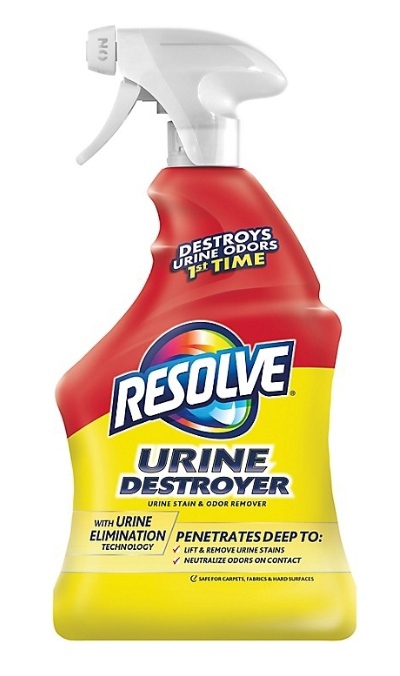 ON
DESTROYS
URINE ODORS
1st TIME
RESOLVE®
URINE
DESTROYER
URINE STAIN & ODOR REMOVER
WITH URINE
ELIMINATION
TECHNOLOGY
PENETRATES DEEP TO:
✓ LIFT & REMOVE URINE STAINS
✓ NEUTRALIZE ODORS ON CONTACT
SAFE FOR CARPETS, FABRICS & HARD SURFACES